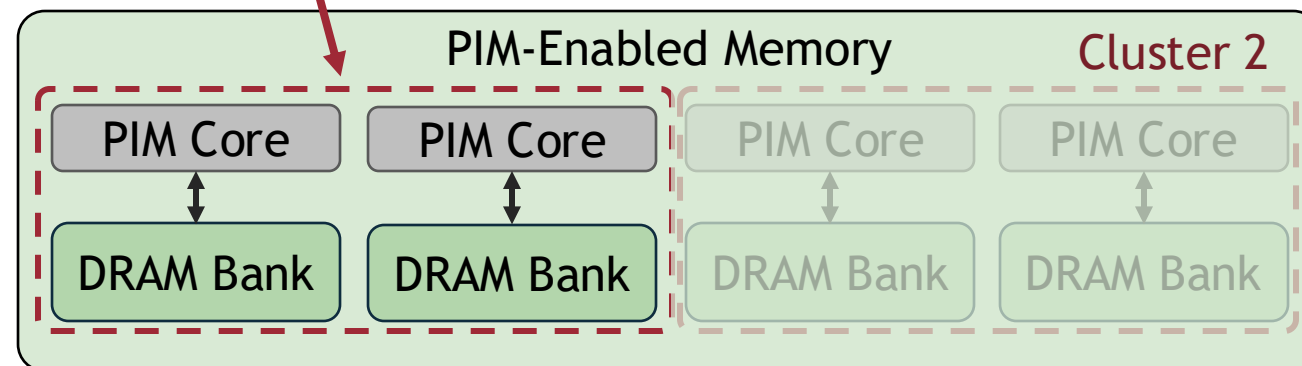 PIM-Enabled Memory
Cluster 2
PIM Core PIM Core PIM Core PIM Core
DRAM Bank DRAM Bank DRAM Bank DRAM Bank